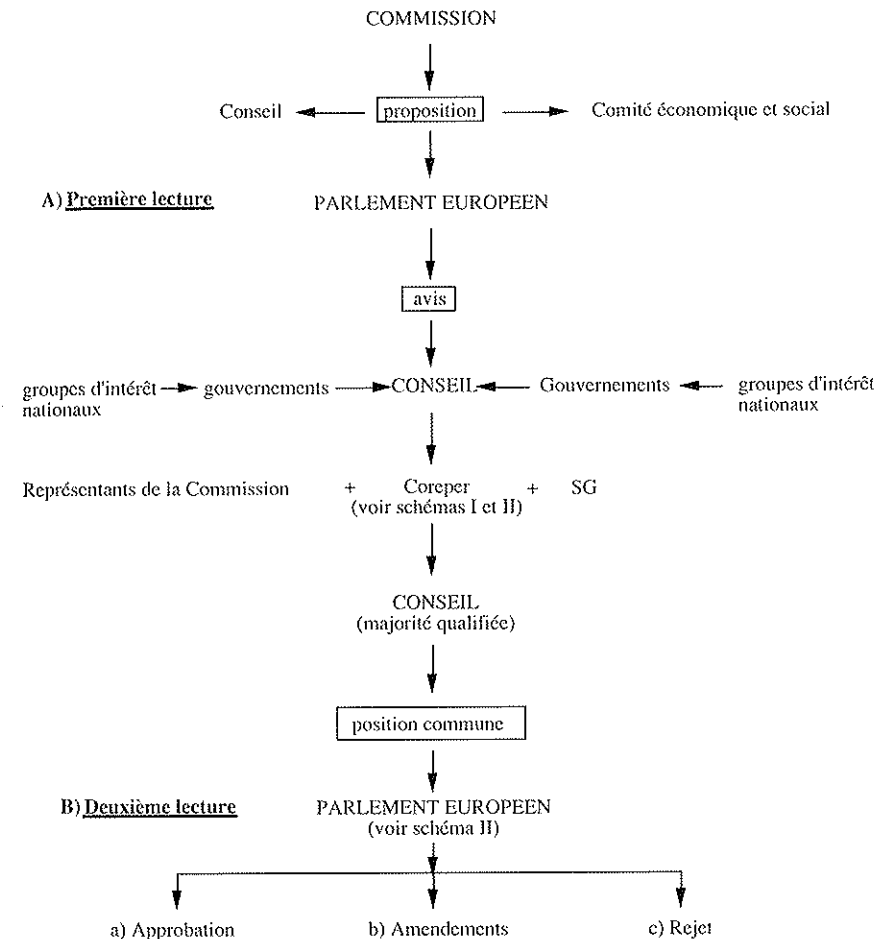 COMMISSION
Conseil proposition Comité économique et social
A) Première lecture PARLEMENT EUROPEEN
avis
groupes d'intérêt nationaux gouvernements CONSEIL Gouvernements groupes d'intérêt nationaux
Représentants de la Commission + Coreper + SG
(voir schémas I et II)
CONSEIL
(majorité qualifiée)
position commune
B) Deuxième lecture PARLEMENT EUROPEEN
(voir schéma II)
a) Approbation b) Amendements c) Rejet